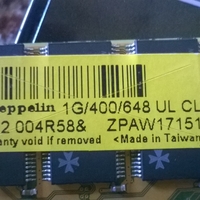 eppelin 1G/400/648 UL CL
2 004R58& ZPAW17151
anty void if removed <Made in Taiwan